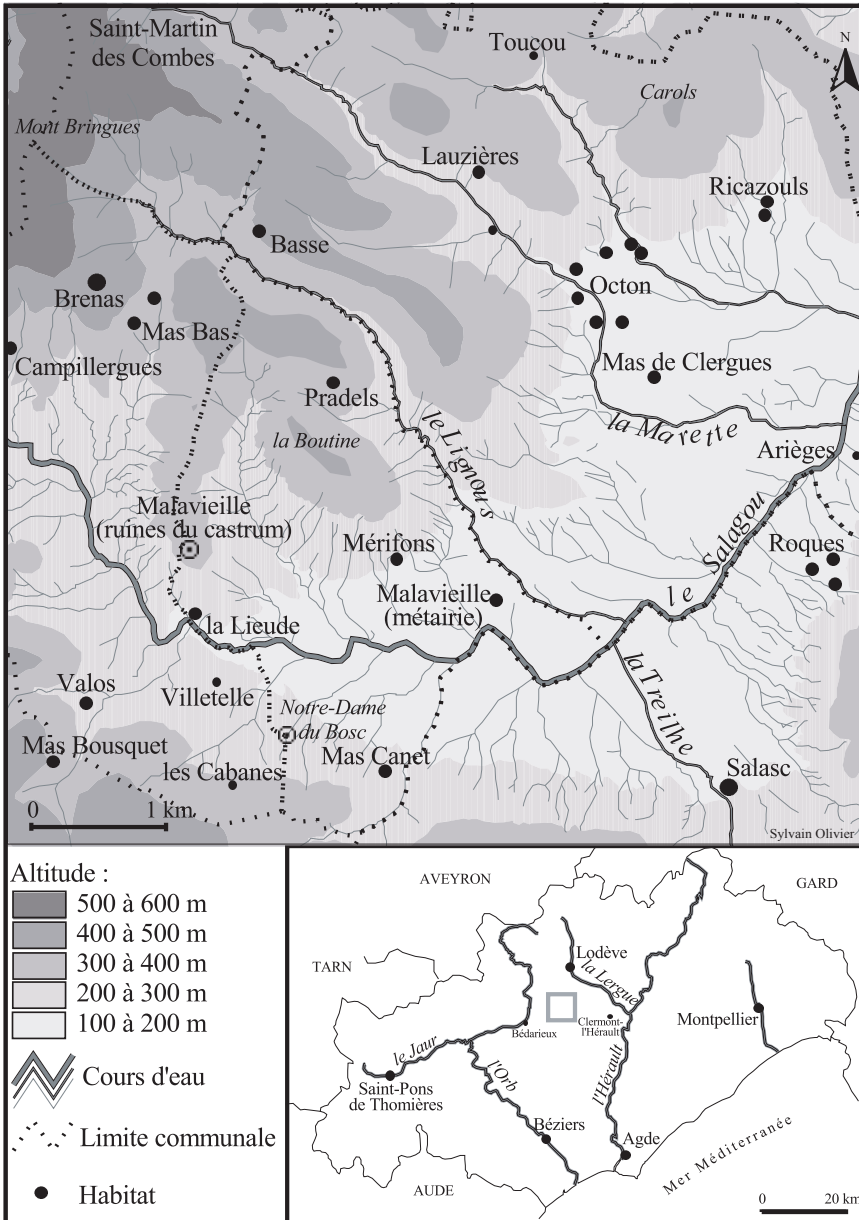 Saint-Martin
des Combes
Toucou
N
Carols
Mont Bringues
Lauzières
Ricazouls
Basse
Brenas
Octon
Mas Bas
Campillergues
Mas de Clergues
Pradels
le Lignous
la Marette
la Boutine
Arièges
Malavieille
(ruines du castrum)
le Salagou
Mérifons
Roques
Malavieille
(métairie)
la Lieude
la Treilhe
Valos
Villetelle
Notre-Dame
du Bosc
Mas Bousquet
Mas Canet
les Cabanes
Salasc
0 1 km
Sylvain Olivier
Altitude :
500 à 600 m
400 à 500 m
300 à 400 m
200 à 300 m
100 à 200 m
Cours d'eau
Limite communale
Habitat
AVEYRON
GARD
Lodève
TARN
la Lergue
Bédarieux
Clermont-
l'Hérault
Montpellier
le Jaur
Saint-Pons
de Thomières
l'Orb
l'Hérault
Béziers
Agde
Mer Méditerranée
AUDE
0 20 km